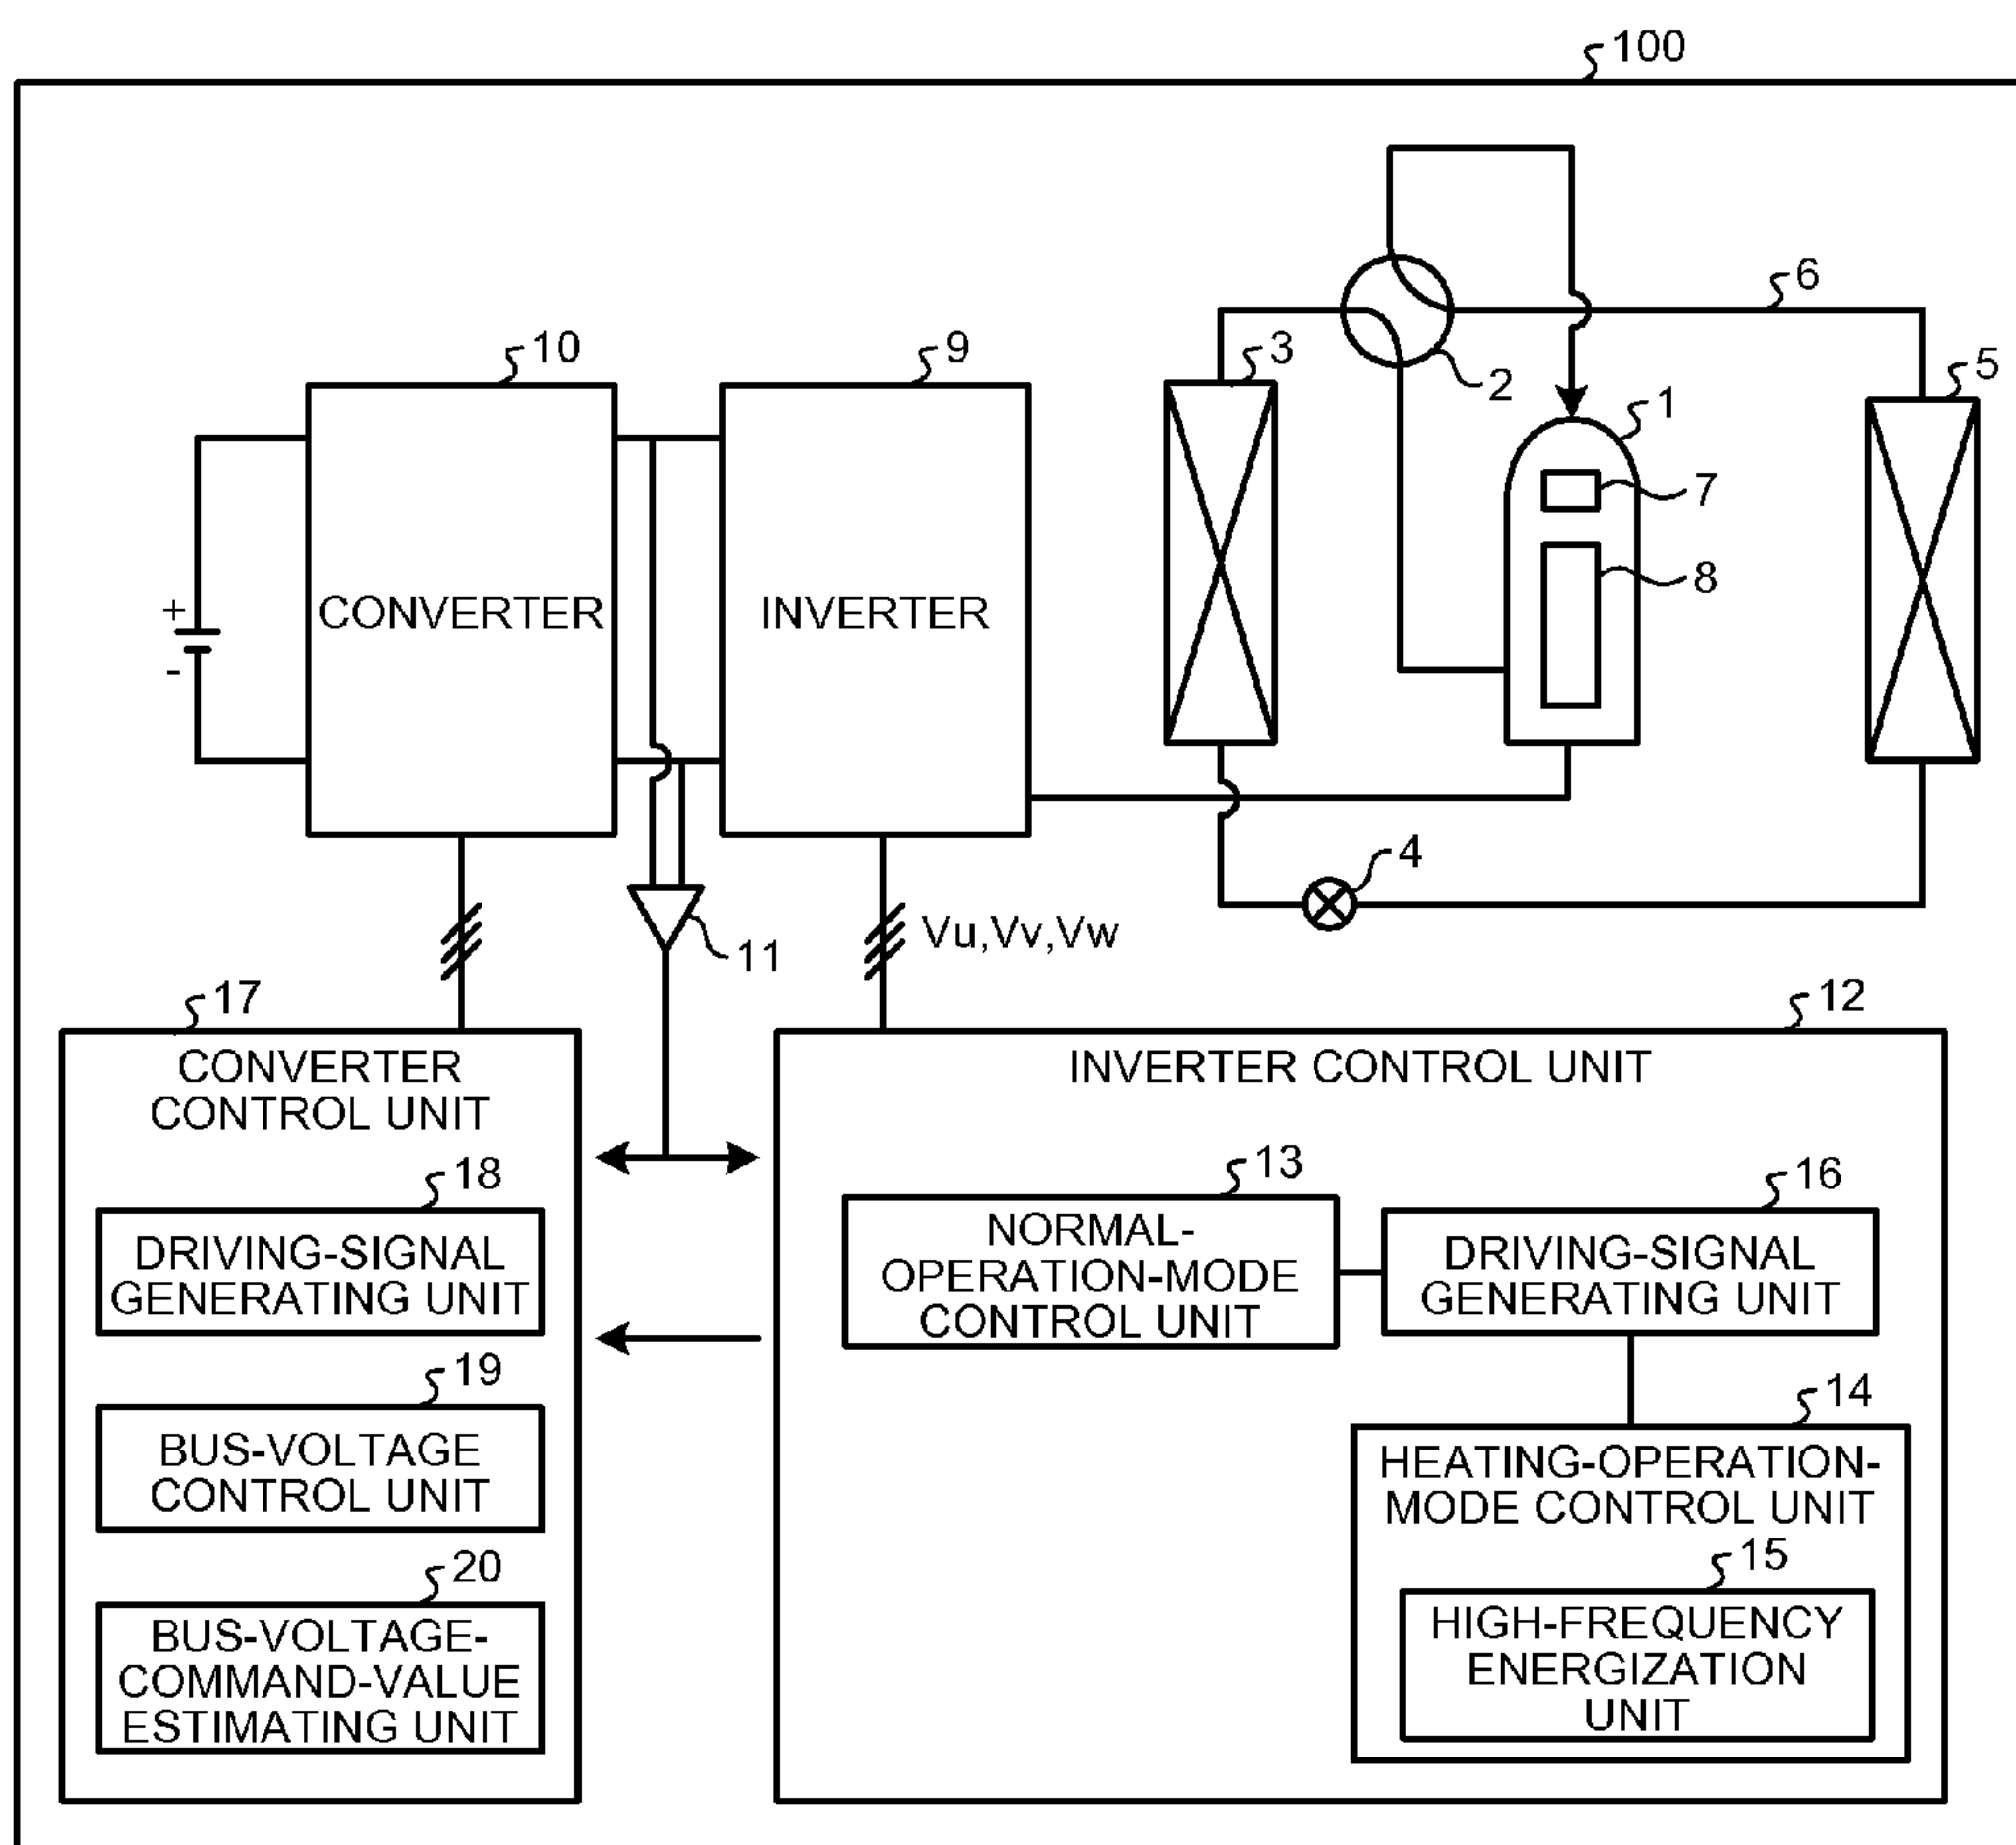 100
6
10
9
3
2
5
1
7
CONVERTER
INVERTER
8
+
-
4
11
Vu,Vv,Vw
17
12
CONVERTER
CONTROL UNIT
INVERTER CONTROL UNIT
18
DRIVING-SIGNAL
GENERATING UNIT
13
NORMAL-
OPERATION-MODE
CONTROL UNIT
16
DRIVING-SIGNAL
GENERATING UNIT
19
BUS-VOLTAGE
CONTROL UNIT
14
HEATING-OPERATION-
MODE CONTROL UNIT
20
BUS-VOLTAGE-
COMMAND-VALUE
ESTIMATING UNIT
15
HIGH-FREQUENCY
ENERGIZATION
UNIT